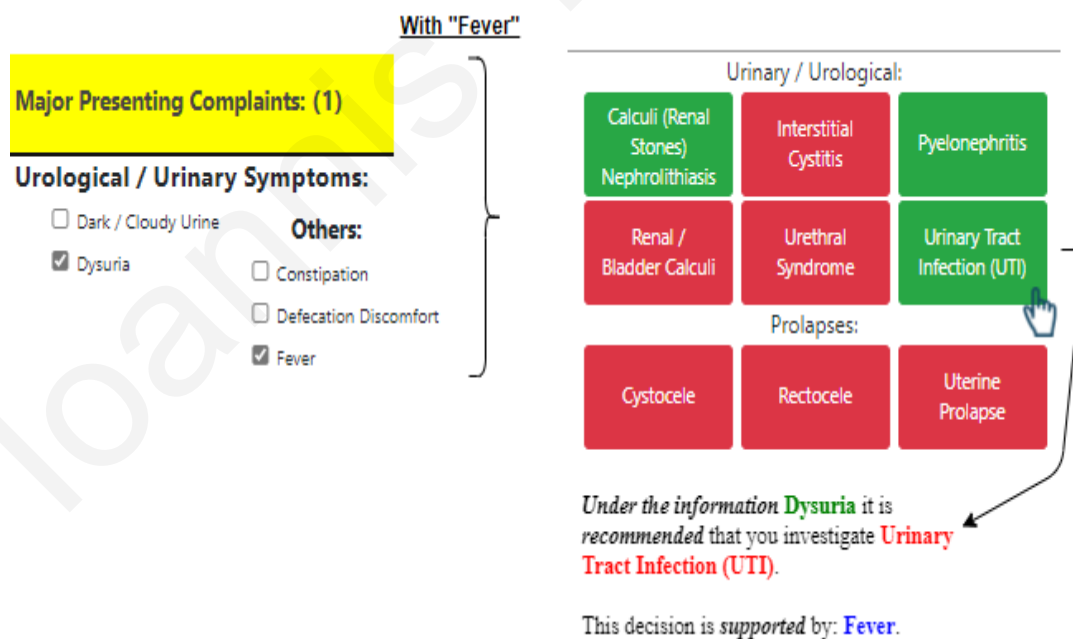 With "Fever"
Major Presenting Complaints: (1)
Urological / Urinary Symptoms:
Dark / Cloudy Urine
Dysuria
Others:
Constipation
Defecation Discomfort
Fever
Urinary / Urological:
Calculi (Renal
Stones)
Nephrolithiasis
Interstitial
Cystitis
Pyelonephritis
Renal /
Bladder Calculi
Urethral
Syndrome
Urinary Tract
Infection (UTI)
Prolapses:
Cystocele
Rectocele
Uterine
Prolapse
Under the information Dysuria it is
recommended that you investigate Urinary
Tract Infection (UTI).
This decision is supported by: Fever.
Ioannis